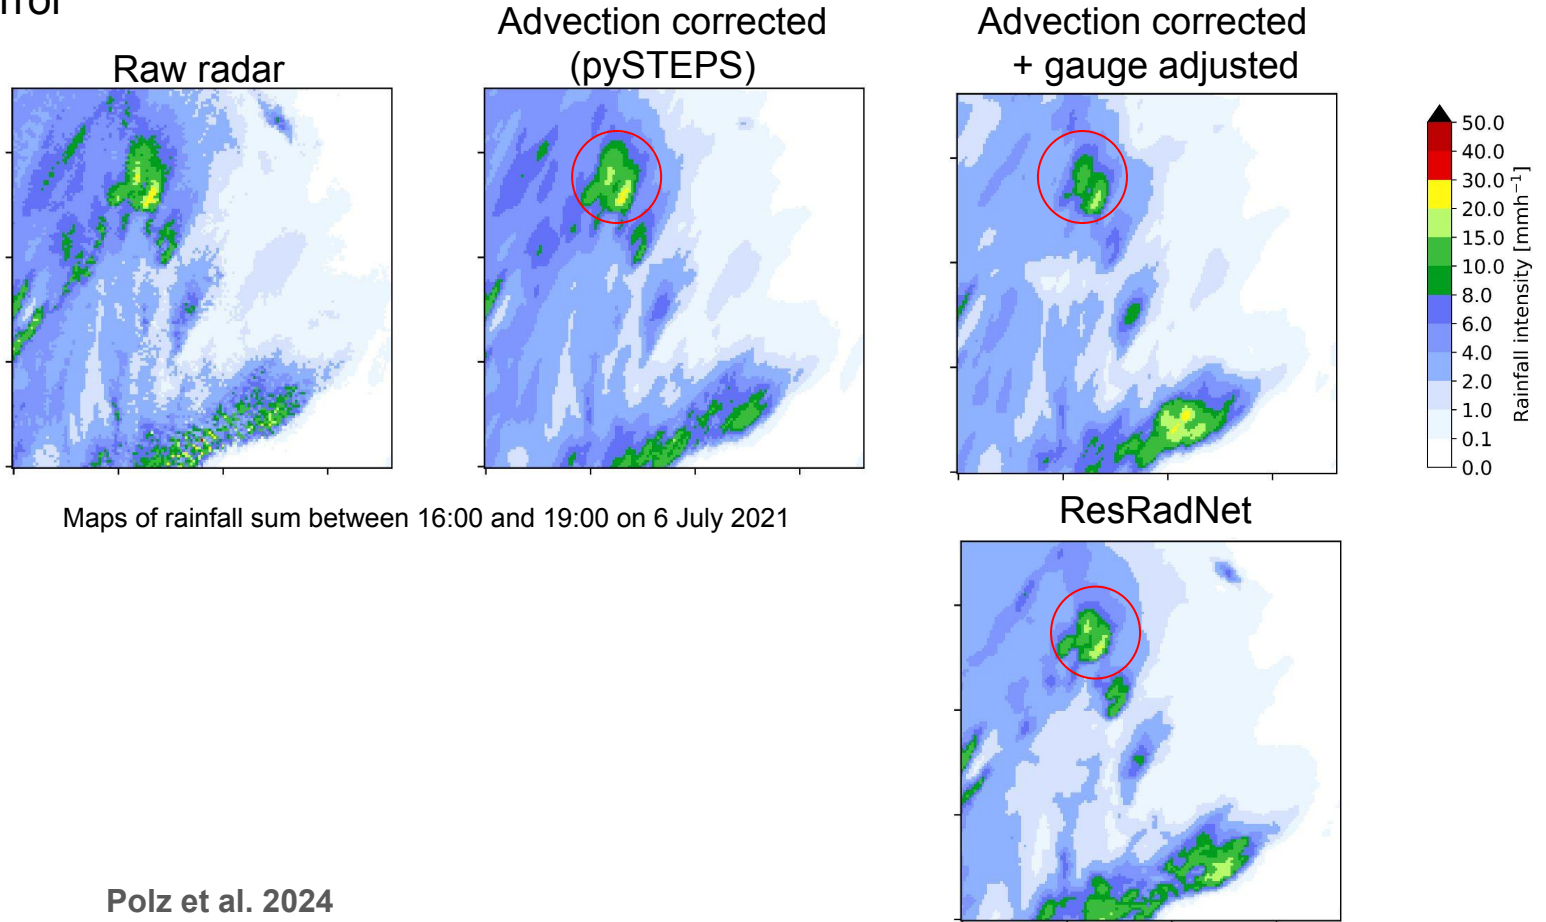 Raw radar
Advection corrected
(pySTEPS)
Advection corrected
+ gauge adjusted
50.0
40.0
30.0
20.0
15.0
10.0
8.0
6.0
4.0
2.0
1.0
0.1
0.0
Rainfall intensity [mmh⁻¹]
Maps of rainfall sum between 16:00 and 19:00 on 6 July 2021
ResRadNet
Polz et al. 2024